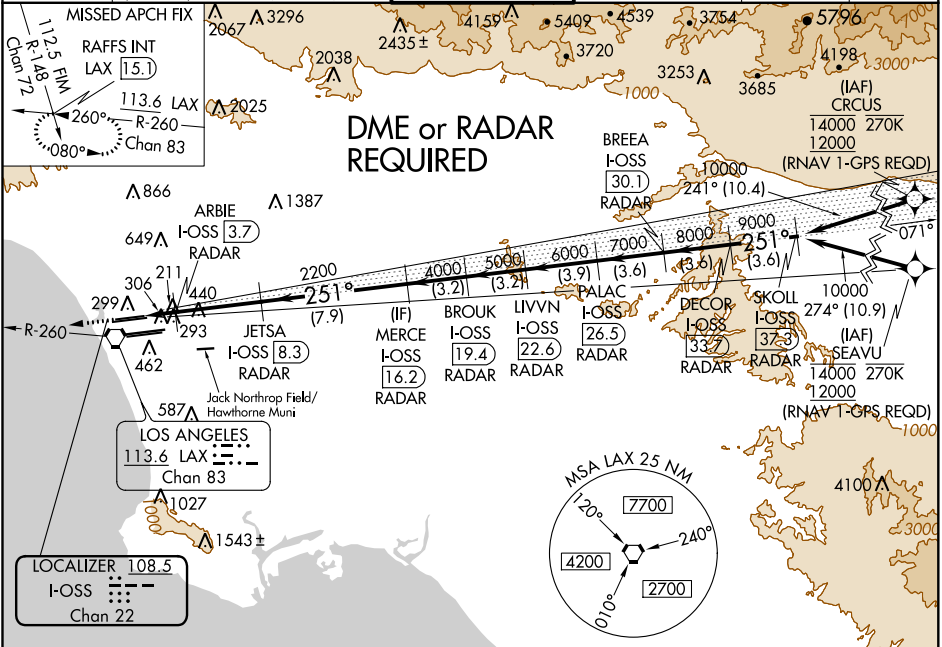 MISSED APCH FIX
112.5 FIM
R-148
Chan 72
RAFFS INT
LAX 15.1
113.6 LAX
260°
R-260
Chan 83
080°
2067
3296
2435 ±
4159
5409
4539
3754
5796
7000
2038
3720
4198
3000
3253
3685
2025
1000
DME or RADAR
REQUIRED
(IAF)
CRCUS
14000 270K
12000
(RNAV 1-GPS REQD)
BREEA
I-OSS
30.1
RADAR
10000
241° (10.4)
866
1387
ARBIE
I-OSS 3.7
RADAR
649
071°
2200
4000
5000
6000
7000
8000
9000
251°
251°
(7.9)
(3.2)
(3.2)
(3.9)
(3.6)
(3.6)
(3.6)
10000
274° (10.9)
306
211
440
299
293
R-260
462
JETSA
I-OSS 8.3
RADAR
(IF)
MERCE
I-OSS
16.2
RADAR
BROUK
I-OSS
19.4
RADAR
LIVVN
I-OSS
22.6
RADAR
PALAC
I-OSS
26.5
RADAR
DECOR
I-OSS
33.7
RADAR
SKOLL
I-OSS
37.3
RADAR
(IAF)
SEAVU
14000 270K
12000
(RNAV 1-GPS REQD)
Jack Northrop Field/
Hawthorne Muni
587
LOS ANGELES
113.6 LAX
Chan 83
1000
1027
1000
1543 ±
4100
3000
MSA LAX 25 NM
120°
7700
240°
4200
2700
010°
LOCALIZER 108.5
I-OSS
Chan 22